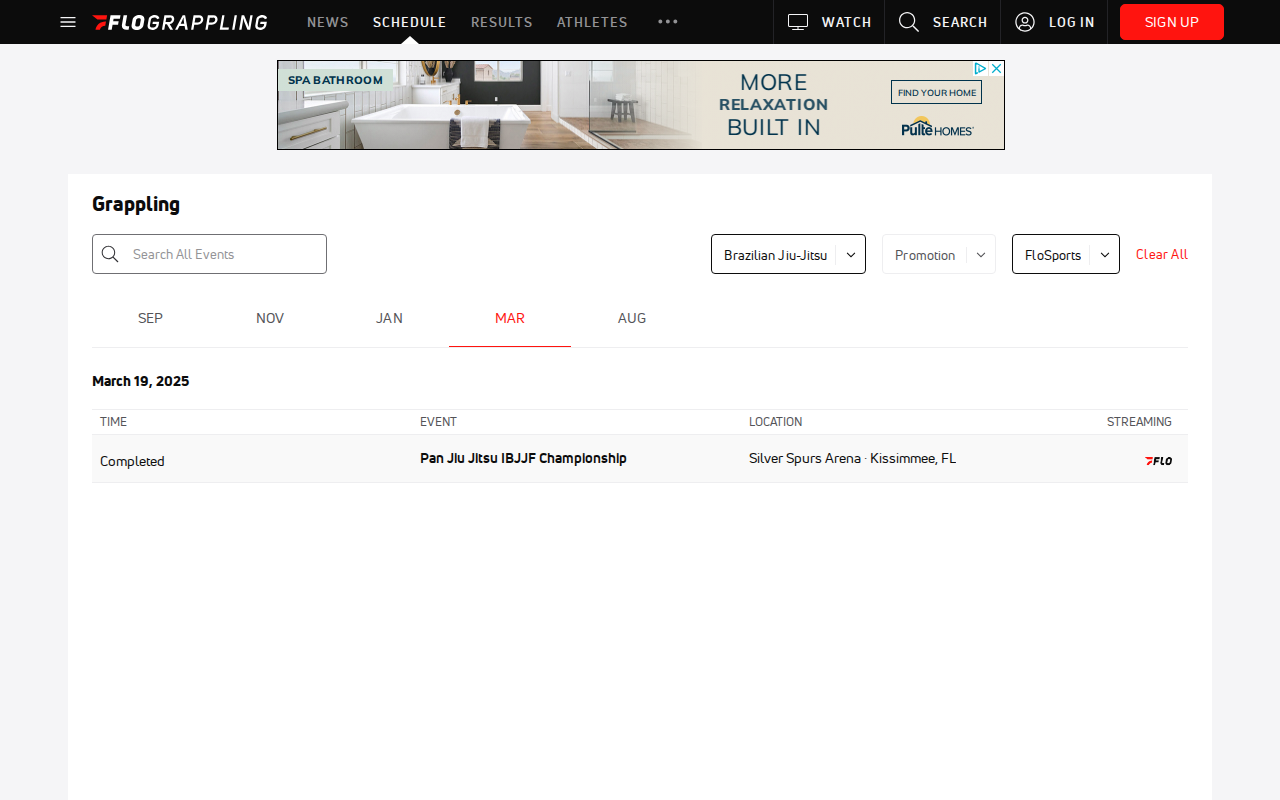 FLOGRAPPLING
NEWS
SCHEDULE
RESULTS
ATHLETES
WATCH
SEARCH
LOG IN
SIGN UP
SPA BATHROOM
MORE
RELAXATION
BUILT IN
FIND YOUR HOME
Pulte HOMES
Grappling
Search All Events
Brazilian Jiu-Jitsu
Promotion
FloSports
Clear All
SEP
NOV
JAN
MAR
AUG
March 19, 2025
TIME
EVENT
LOCATION
STREAMING
Completed
Pan Jiu Jitsu IBJJF Championship
Silver Spurs Arena · Kissimmee, FL
FLO